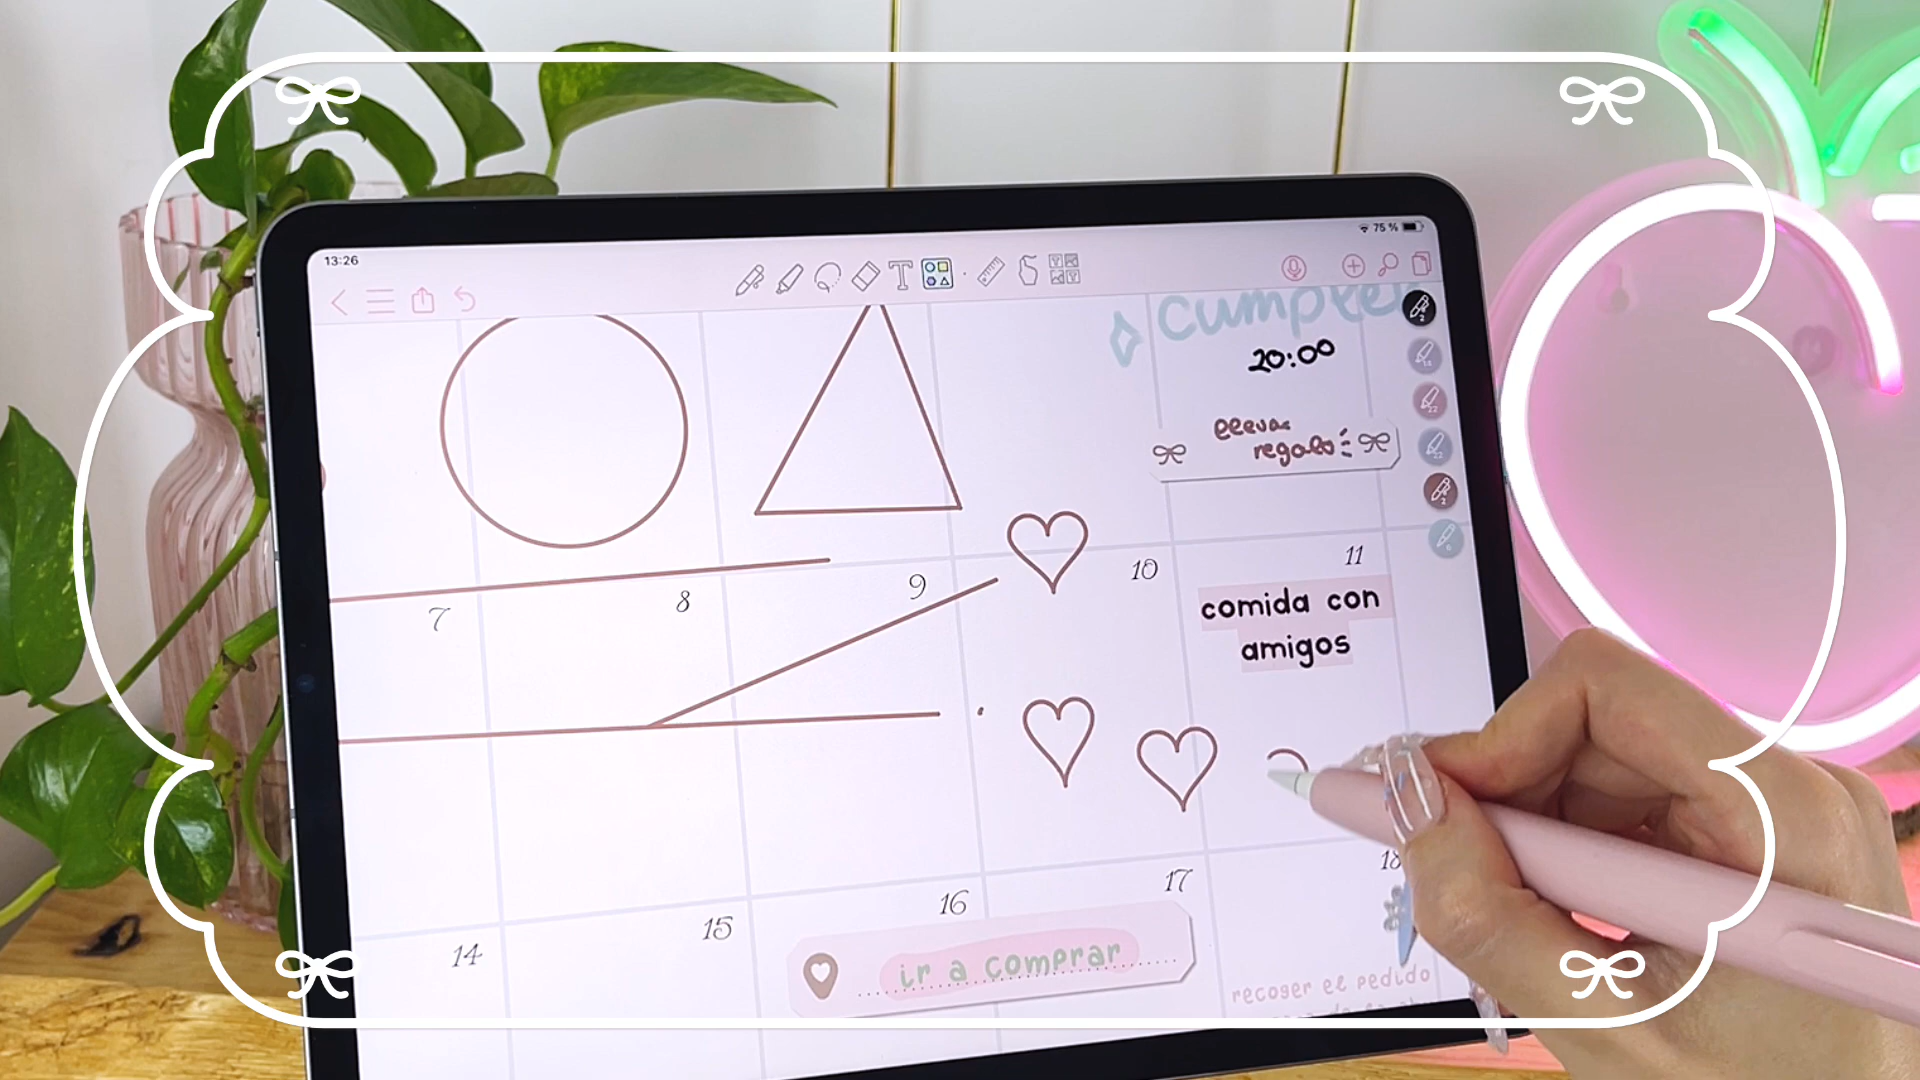 13:26
75 %
T
cumple
20:00
llevar
regalo
7
8
9
10
11
comida con
amigos
14
15
16
17
18
ir a comprar
recoger el pedido